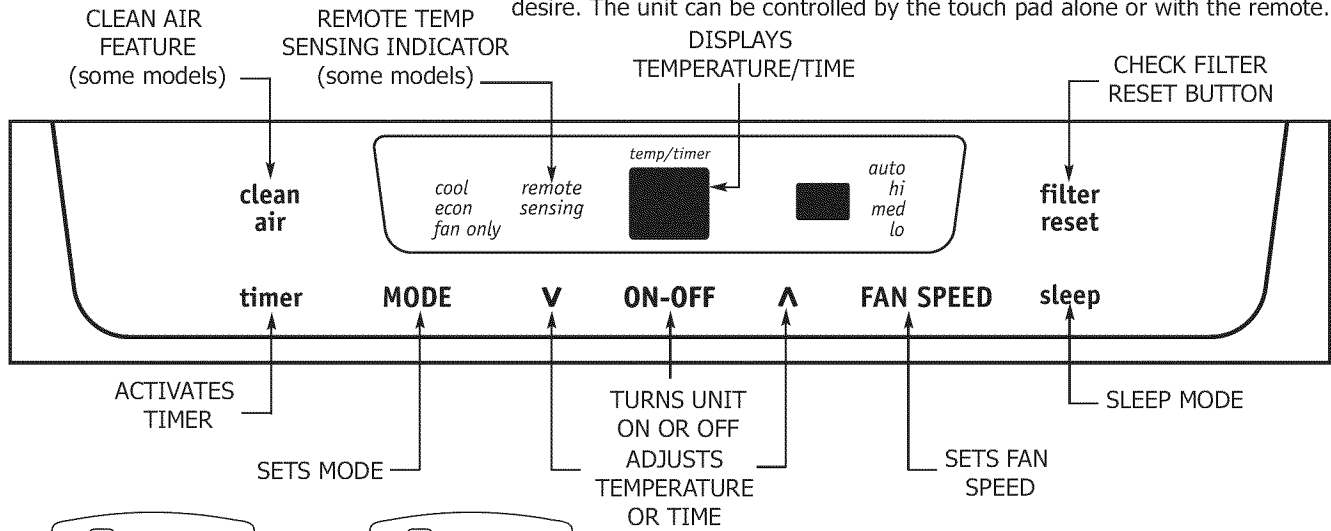 desire. The unit can be controlled by the touch pad alone or with the remote.
CLEAN AIR
FEATURE
(some models)
REMOTE TEMP
SENSING INDICATOR
(some models)
DISPLAYS
TEMPERATURE/TIME
CHECK FILTER
RESET BUTTON
clean
air
cool
econ
fan only
remote
sensing
temp/timer
auto
hi
med
lo
filter
reset
timer
MODE
V
ON-OFF
Λ
FAN SPEED
sleep
ACTIVATES
TIMER
SETS MODE
TURNS UNIT
ON OR OFF
ADJUSTS
TEMPERATURE
OR TIME
SETS FAN
SPEED
SLEEP MODE